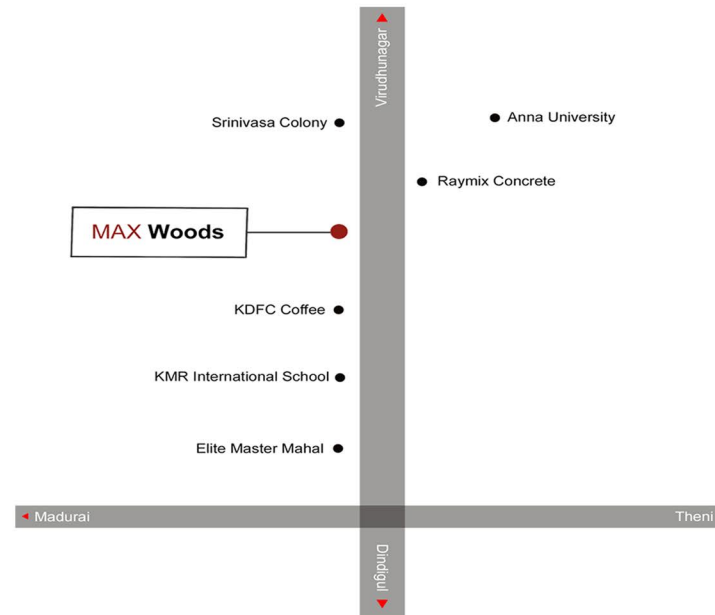 Virudhunagar
Srinivasa Colony
Anna University
Raymix Concrete
MAX Woods
KDFC Coffee
KMR International School
Elite Master Mahal
Madurai
Theni
Dindigul